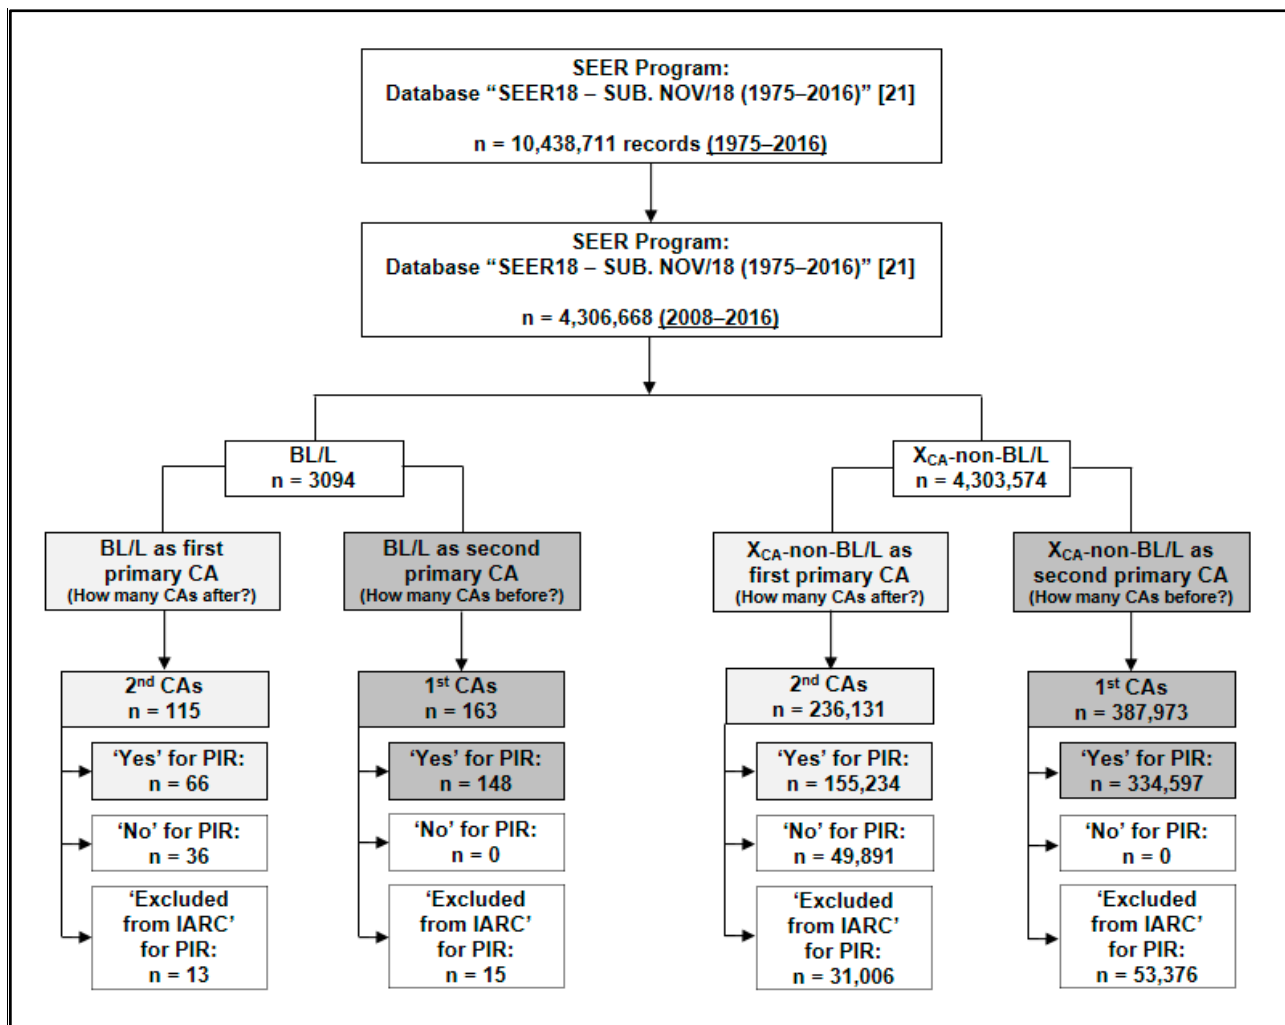 SEER Program:
Database “SEER18 – SUB. NOV/18 (1975–2016)” [21]
n = 10,438,711 records (1975–2016)
SEER Program:
Database “SEER18 – SUB. NOV/18 (1975–2016)” [21]
n = 4,306,668 (2008–2016)
BL/L
n = 3094
XCA-non-BL/L
n = 4,303,574
BL/L as first
primary CA
(How many CAs after?)
BL/L as second
primary CA
(How many CAs before?)
XCA-non-BL/L as
first primary CA
(How many CAs after?)
XCA-non-BL/L as
second primary CA
(How many CAs before?)
2nd CAs
n = 115
1st CAs
n = 163
2nd CAs
n = 236,131
1st CAs
n = 387,973
‘Yes’ for PIR:
n = 66
‘Yes’ for PIR:
n = 148
‘Yes’ for PIR:
n = 155,234
‘Yes’ for PIR:
n = 334,597
‘No’ for PIR:
n = 36
‘No’ for PIR:
n = 0
‘No’ for PIR:
n = 49,891
‘No’ for PIR:
n = 0
‘Excluded
from IARC’
for PIR:
n = 13
‘Excluded
from IARC’
for PIR:
n = 15
‘Excluded
from IARC’
for PIR:
n = 31,006
‘Excluded
from IARC’
for PIR:
n = 53,376